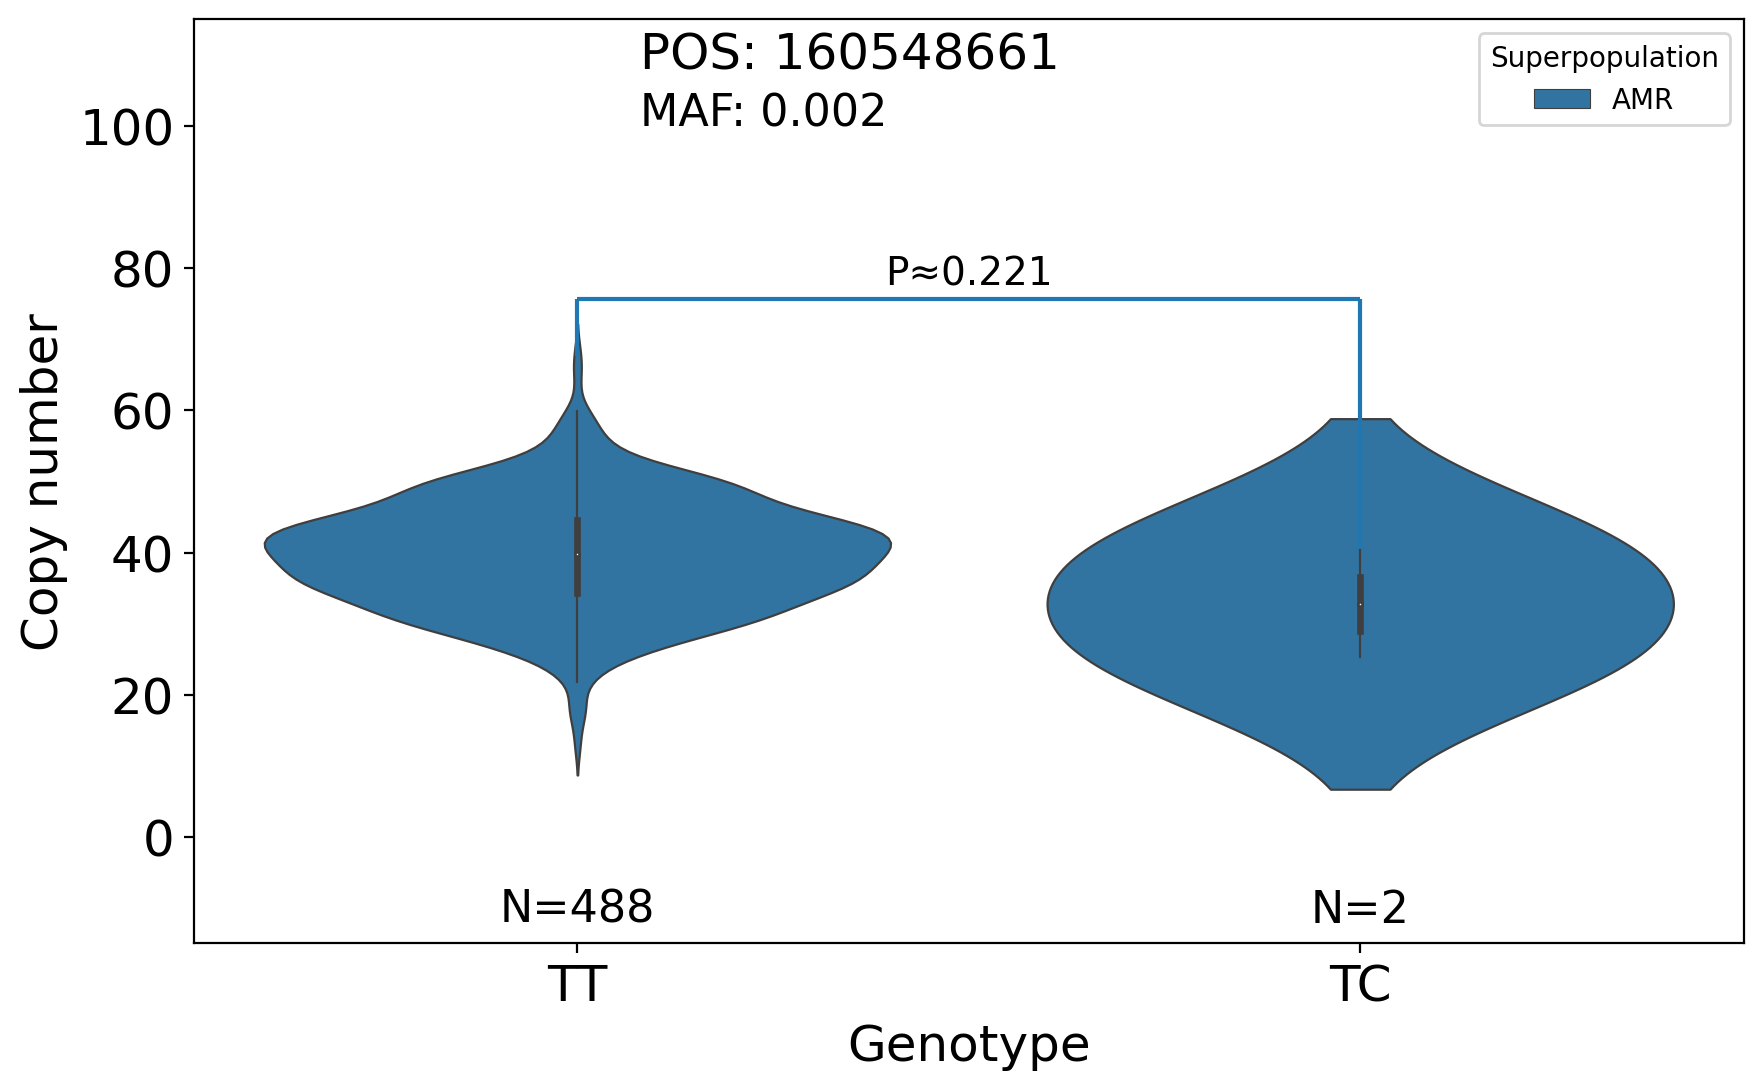 POS: 160548661
MAF: 0.002
Superpopulation
AMR
100
80
60
40
20
0
Copy number
P≈0.221
N=488
N=2
TT
TC
Genotype